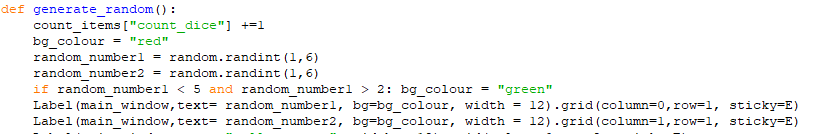 def generate_random():
    count_items["count_dice"] +=1
    bg_colour = "red"
    random_number1 = random.randint(1,6)
    random_number2 = random.randint(1,6)
    if random_number1 < 5 and random_number1 > 2: bg_colour = "green"
    Label(main_window,text= random_number1, bg=bg_colour, width = 12).grid(column=0,row=1, sticky=E)
    Label(main_window,text= random_number2, bg=bg_colour, width = 12).grid(column=1,row=1, sticky=E)